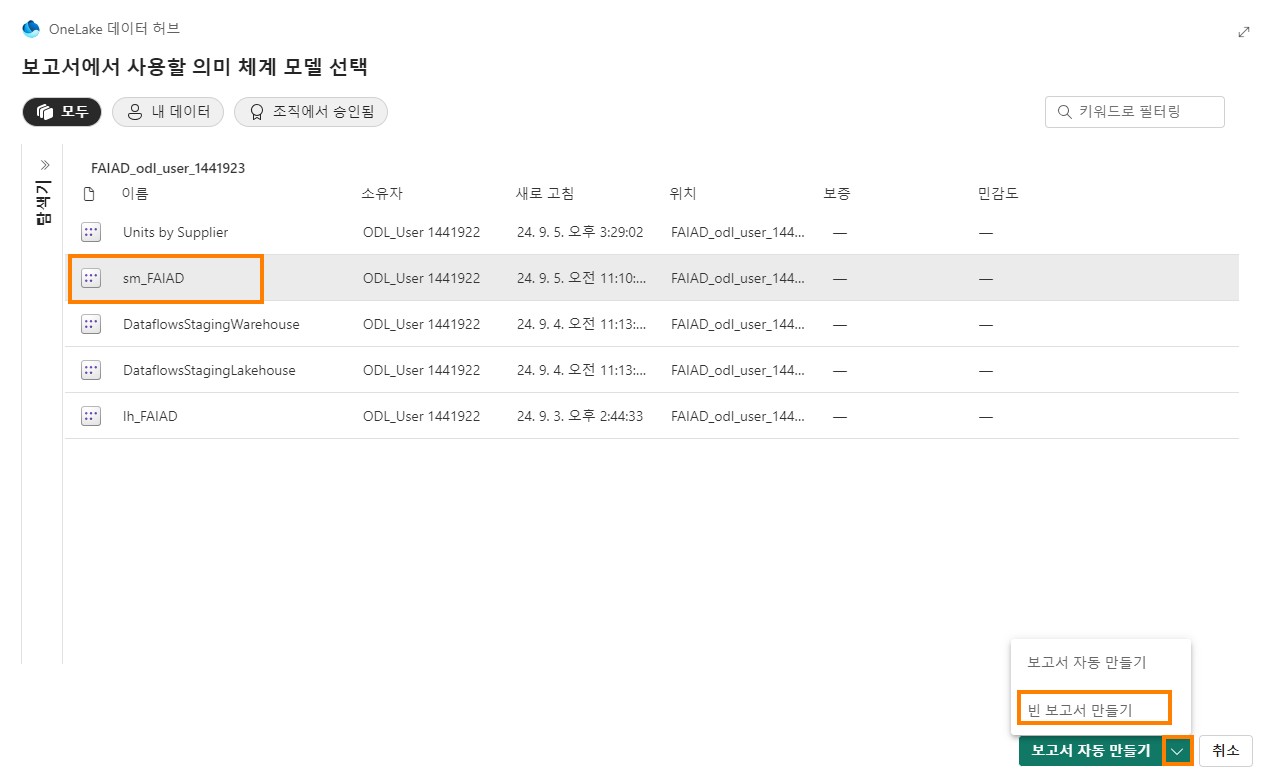 OneLake 데이터 허브
보고서에서 사용할 의미 체계 모델 선택
모두 내 데이터 조직에서 승인됨 키워드로 필터링
탐색기
FAIAD_odl_user_1441923
이름 소유자 새로 고침 위치 보증 민감도
Units by Supplier ODL_User 1441922 24. 9. 5. 오후 3:29:02 FAIAD_odl_user_144... — —
sm_FAIAD ODL_User 1441922 24. 9. 5. 오전 11:10:... FAIAD_odl_user_144... — —
DataflowsStagingWarehouse ODL_User 1441922 24. 9. 4. 오전 11:13:... FAIAD_odl_user_144... — —
DataflowsStagingLakehouse ODL_User 1441922 24. 9. 4. 오전 11:13:... FAIAD_odl_user_144... — —
lh_FAIAD ODL_User 1441922 24. 9. 3. 오후 2:44:33 FAIAD_odl_user_144... — —
보고서 자동 만들기
빈 보고서 만들기
보고서 자동 만들기 취소